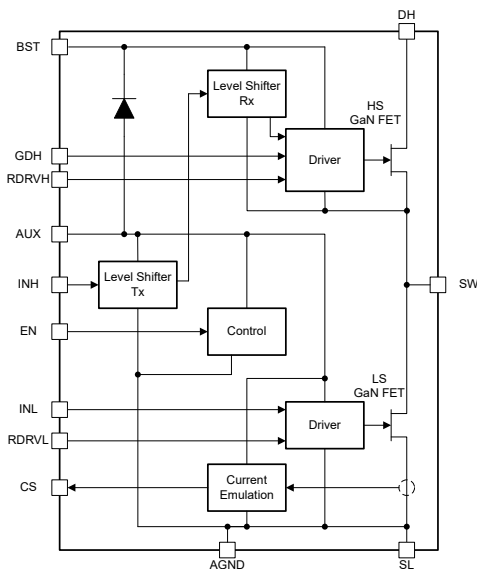 DH
BST
Level Shifter
Rx
HS
GaN FET
GDH
Driver
RDRVH
AUX
INH
Level Shifter
Tx
SW
EN
Control
LS
GaN FET
INL
Driver
RDRVL
CS
Current
Emulation
AGND
SL